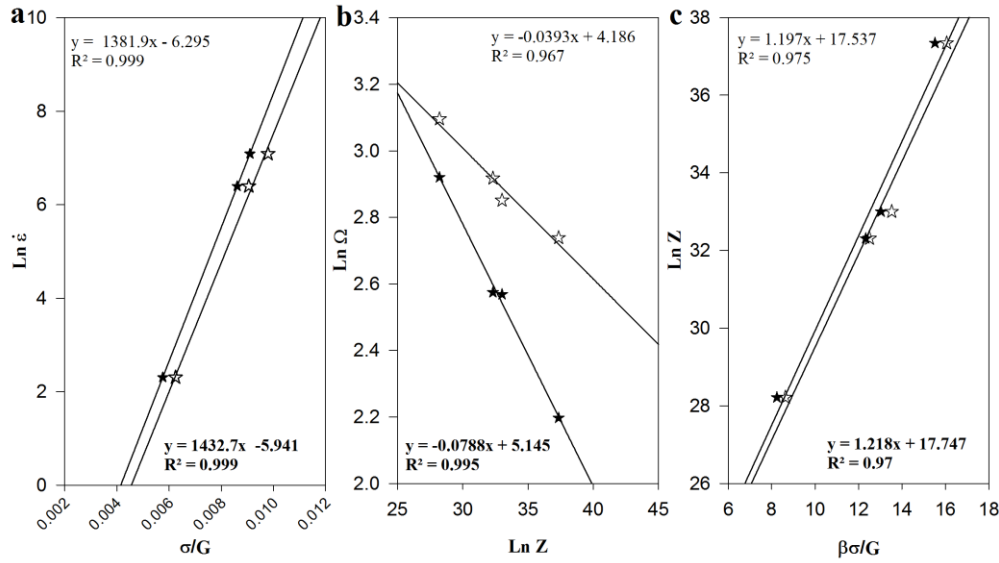 a
10
8
6
4
2
0
Ln ε̇
y = 1381.9x - 6.295
R² = 0.999
y = 1432.7x -5.941
R² = 0.999
0.002
0.004
0.006
0.008
0.010
0.012
σ/G
b
3.4
3.2
3.0
2.8
2.6
2.4
2.2
2.0
Ln Ω
y = -0.0393x + 4.186
R² = 0.967
y = -0.0788x + 5.145
R² = 0.995
25
30
35
40
45
Ln Z
c
38
36
34
32
30
28
26
Ln Z
y = 1.197x + 17.537
R² = 0.975
y = 1.218x + 17.747
R² = 0.97
6
8
10
12
14
16
18
βσ/G